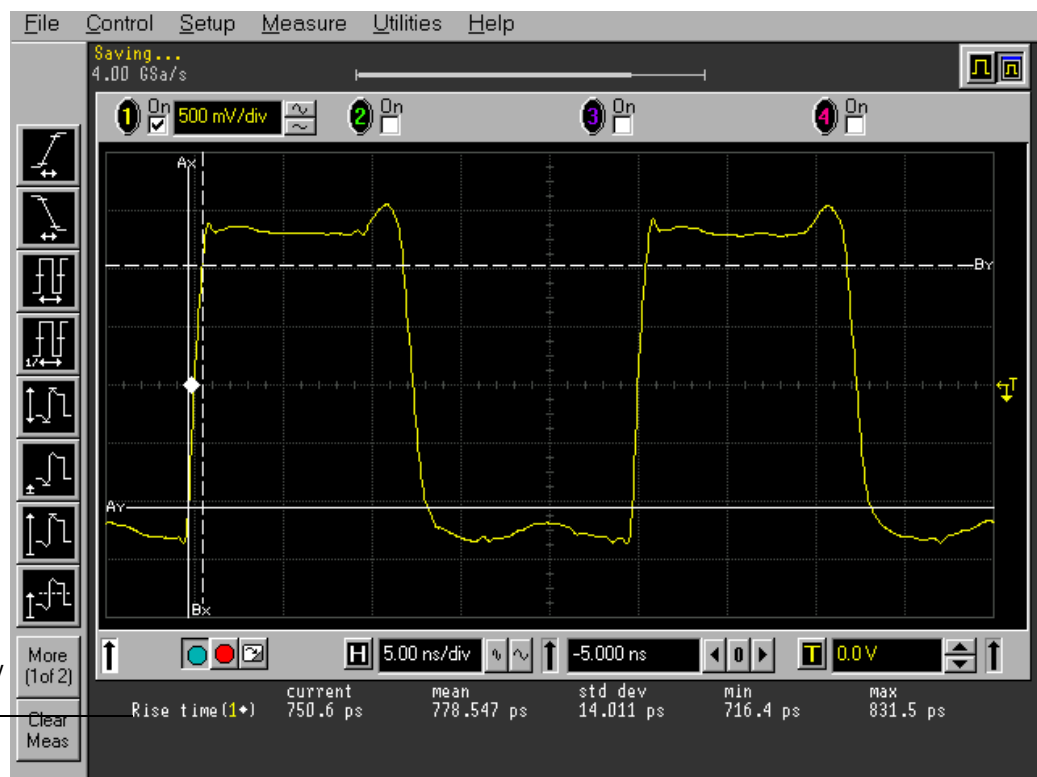 File Control Setup Measure Utilities Help
Saving...
4.00 GSa/s
1 On 500 mV/div 2 On 3 On 4 On
Ax
By
T
Ay
Bx
1/
More
(1of 2)
Clear
Meas
H 5.00 ns/div -5.000 ns 0 T 0.0 V
current mean std dev min max
Rise time(1) 750.6 ps 778.547 ps 14.011 ps 716.4 ps 831.5 ps